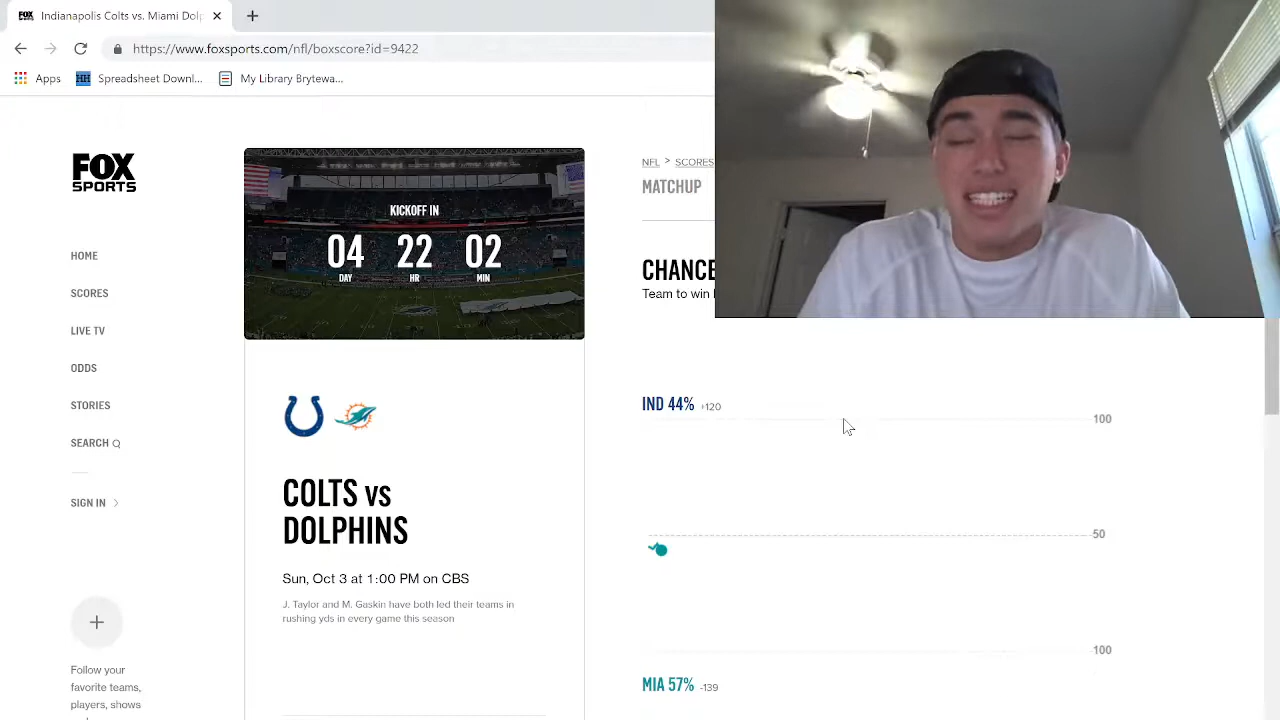 FOX Indianapolis Colts vs. Miami Dol
https://www.foxsports.com/nfl/boxscore?id=9422
Apps HH Spreadsheet Downl... My Library Brytewa...
FOX
SPORTS
HOME
SCORES
LIVE TV
ODDS
STORIES
SEARCH
SIGN IN
Follow your
favorite teams,
players, shows
KICKOFF IN
04 22 02
DAY HR MIN
COLTS vs
DOLPHINS
Sun, Oct 3 at 1:00 PM on CBS
J. Taylor and M. Gaskin have both led their teams in
rushing yds in every game this season
NFL > SCORES
MATCHUP
CHANCE
Team to win
IND 44% +120
100
50
100
MIA 57% -139